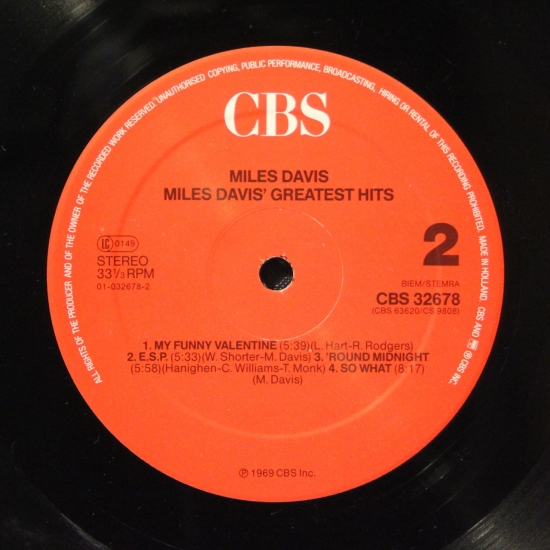 ALL RIGHTS OF THE PRODUCER AND OF THE OWNER OF THE RECORDED WORK RESERVED. UNAUTHORISED COPYING, PUBLIC PERFORMANCE, BROADCASTING, HIRING OR RENTAL OF THIS RECORDING PROHIBITED. MADE IN HOLLAND. CBS AND ℗ CBS INC.
CBS
MILES DAVIS
MILES DAVIS' GREATEST HITS
LC 0149
STEREO
33⅓ RPM
01-032678-2
2
BIEM/STEMRA
CBS 32678
(CBS 63620/CS 9808)
1. MY FUNNY VALENTINE (5:39)(L. Hart-R. Rodgers)
2. E.S.P. (5:33)(W. Shorter-M. Davis) 3. 'ROUND MIDNIGHT
(5:58)(Hanighen-C. Williams-T. Monk) 4. SO WHAT (8:17)
(M. Davis)
℗ 1969 CBS Inc.